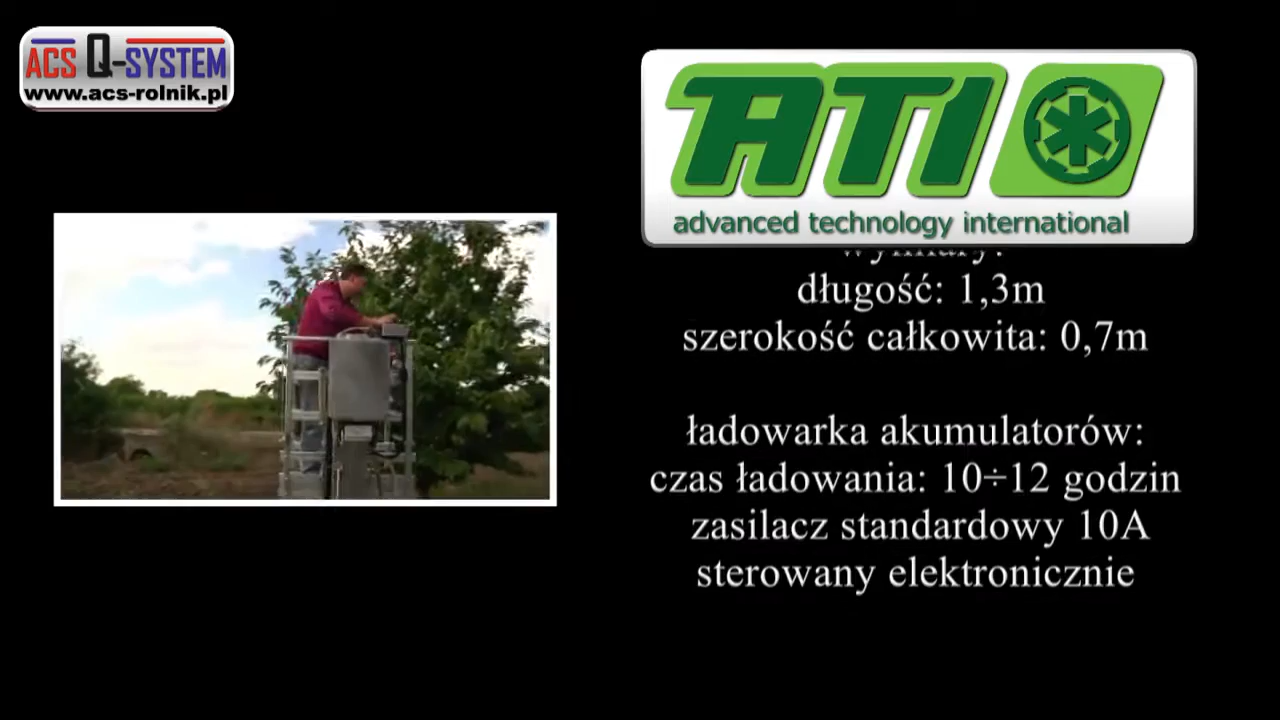 ACS Q-SYSTEM
www.acs-rolnik.pl
ATI
advanced technology international
długość: 1,3m
szerokość całkowita: 0,7m
ładowarka akumulatorów:
czas ładowania: 10÷12 godzin
zasilacz standardowy 10A
sterowany elektronicznie